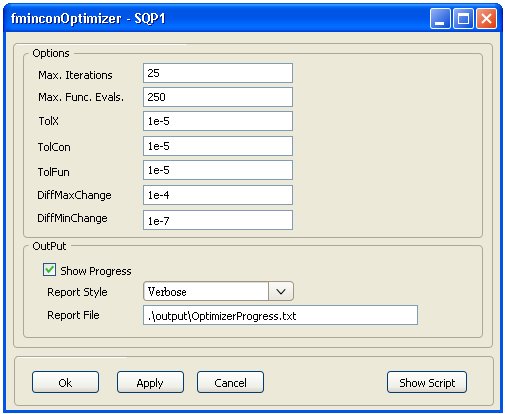 fminconOptimizer - SQP1
Options
Max. Iterations 25
Max. Func. Evals. 250
TolX 1e-5
TolCon 1e-5
TolFun 1e-5
DiffMaxChange 1e-4
DiffMinChange 1e-7
OutPut
Show Progress
Report Style Verbose
Report File .\output\OptimizerProgress.txt
Ok Apply Cancel Show Script